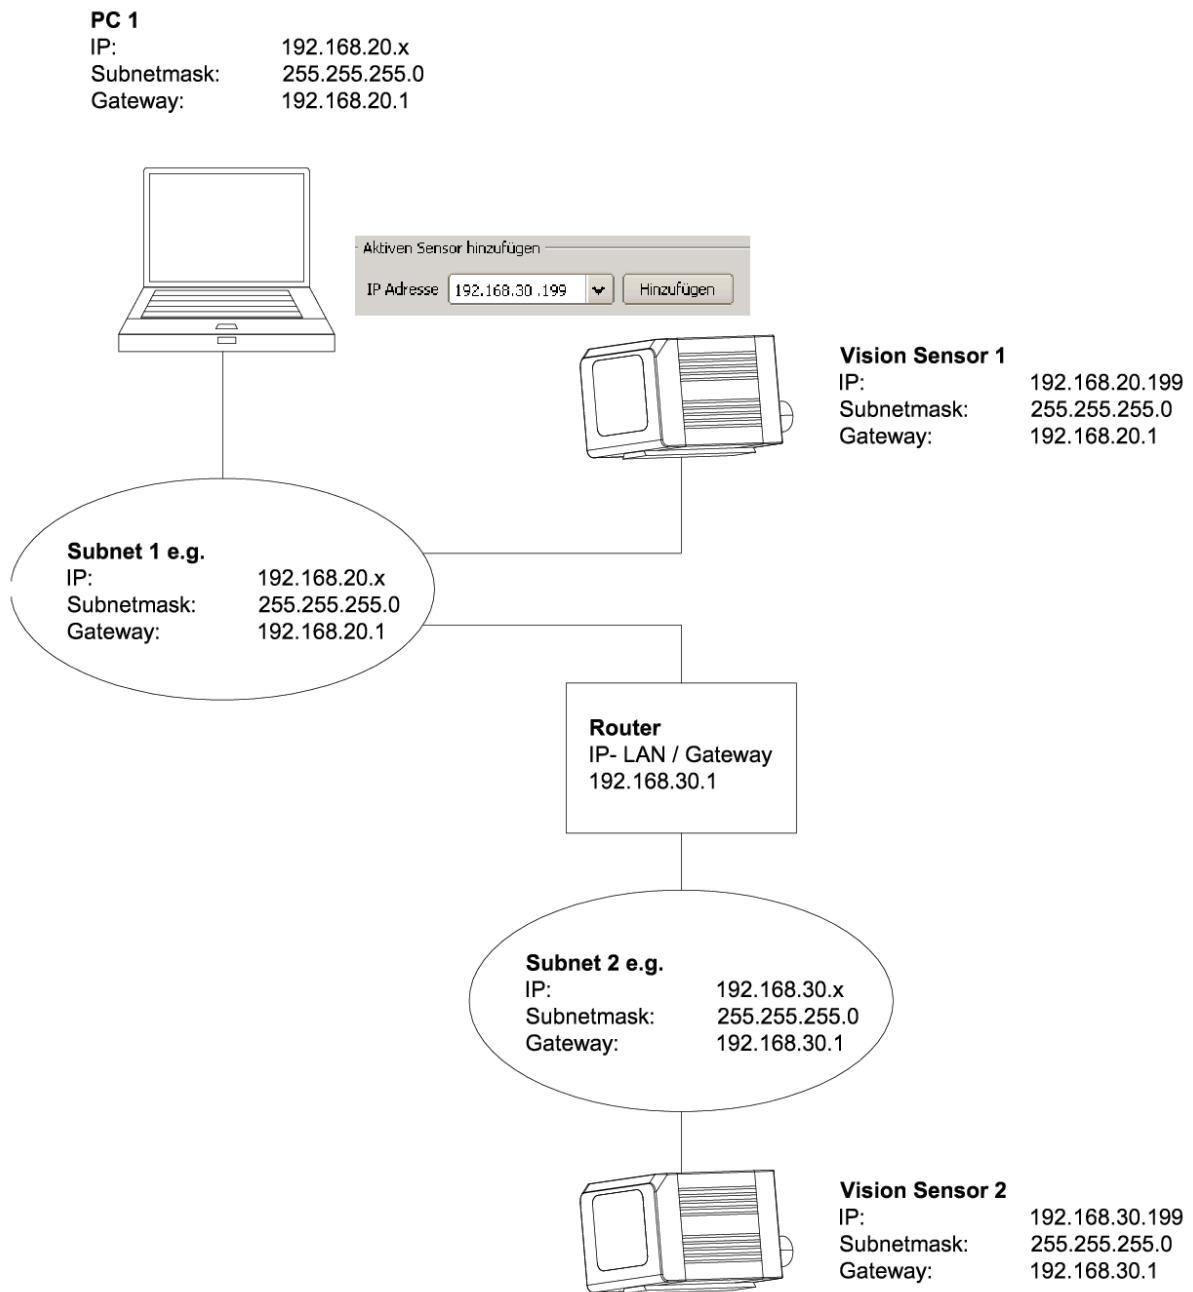 PC 1
IP: 192.168.20.x
Subnetmask: 255.255.255.0
Gateway: 192.168.20.1
Aktiven Sensor hinzufügen
IP Adresse 192.168.30 .199 Hinzufügen
Vision Sensor 1
IP: 192.168.20.199
Subnetmask: 255.255.255.0
Gateway: 192.168.20.1
Subnet 1 e.g.
IP: 192.168.20.x
Subnetmask: 255.255.255.0
Gateway: 192.168.20.1
Router
IP- LAN / Gateway
192.168.30.1
Subnet 2 e.g.
IP: 192.168.30.x
Subnetmask: 255.255.255.0
Gateway: 192.168.30.1
Vision Sensor 2
IP: 192.168.30.199
Subnetmask: 255.255.255.0
Gateway: 192.168.30.1